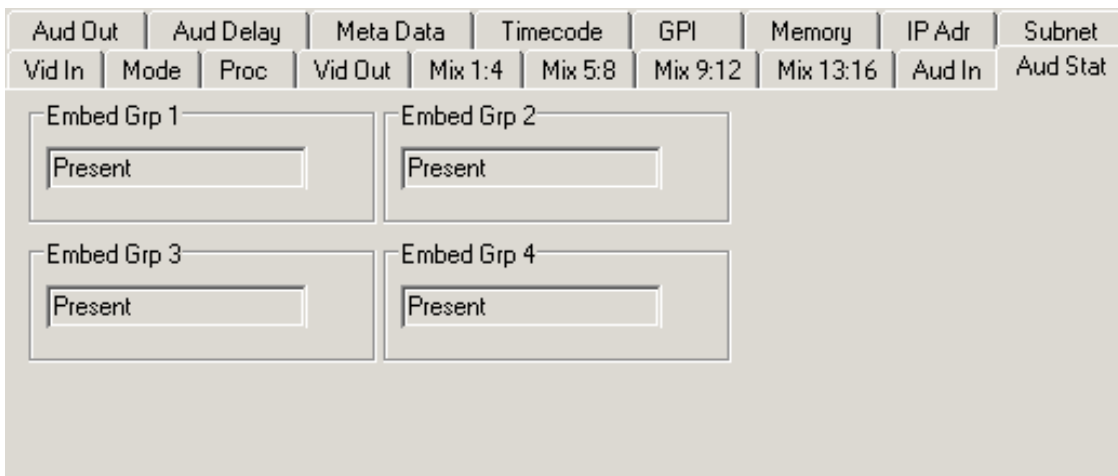 Aud Out Aud Delay Meta Data Timecode GPI Memory IP Adr Subnet
Vid In Mode Proc Vid Out Mix 1:4 Mix 5:8 Mix 9:12 Mix 13:16 Aud In Aud Stat
Embed Grp 1 Embed Grp 2
Present Present
Embed Grp 3 Embed Grp 4
Present Present